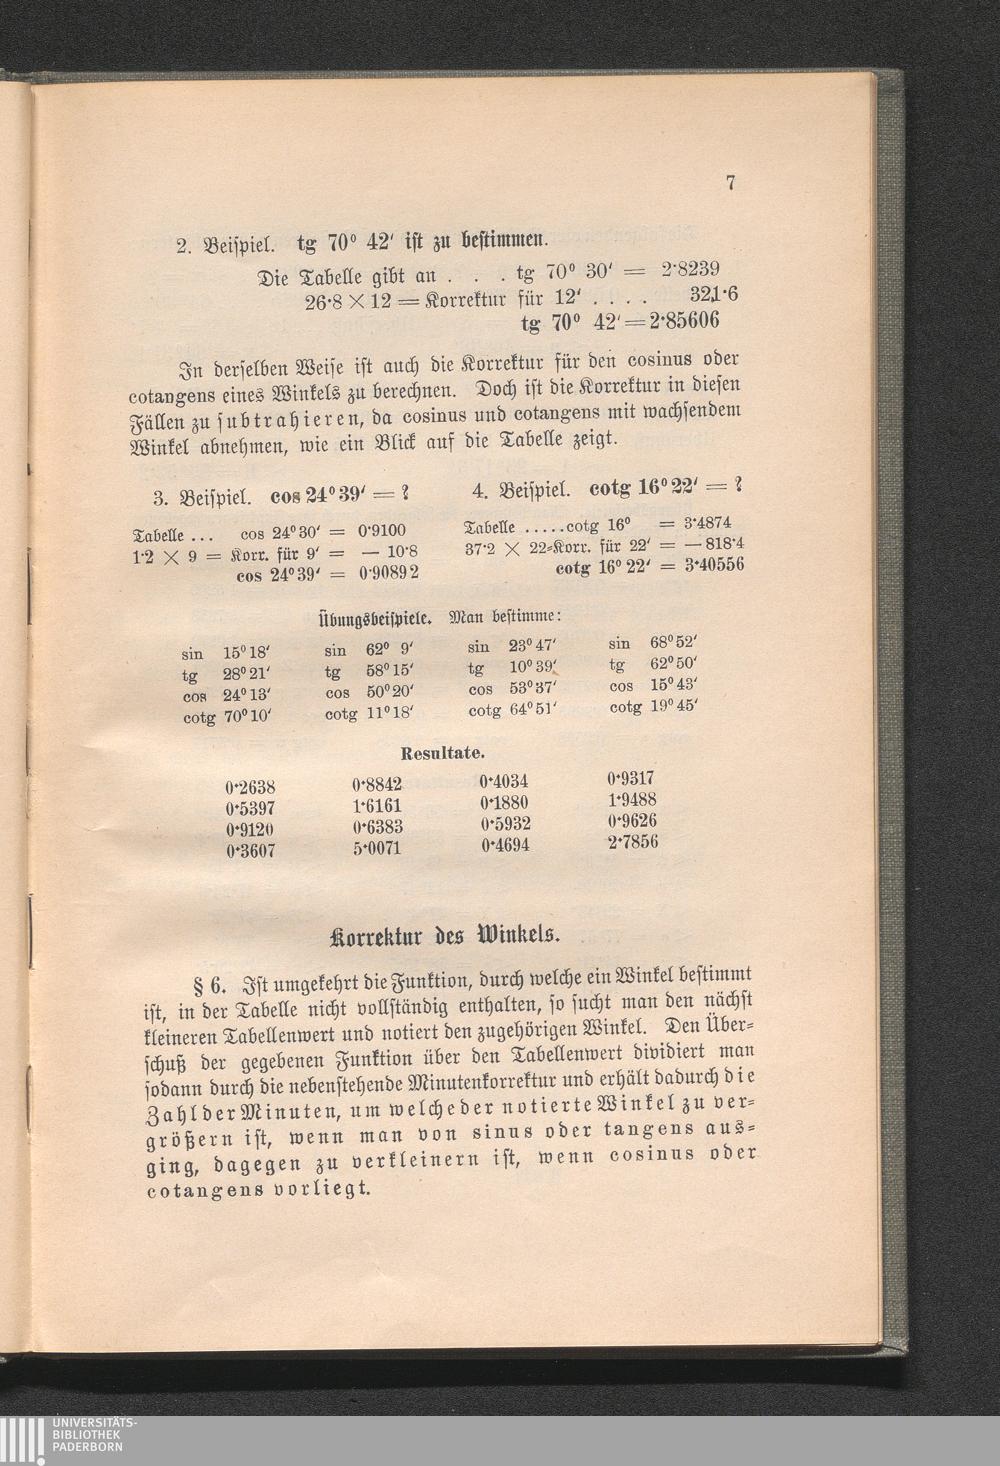 7
2. Beiſpiel. tg 70° 42′ iſt zu beſtimmen.
Die Tabelle gibt an . . . tg 70° 30′ = 2·8239
26·8 × 12 = Korrektur für 12′ . . . . 321·6
tg 70° 42′ = 2·85606
In derſelben Weiſe iſt auch die Korrektur für den cosinus oder
cotangens eines Winkels zu berechnen. Doch iſt die Korrektur in dieſen
Fällen zu ſubtrahieren, da cosinus und cotangens mit wachſendem
Winkel abnehmen, wie ein Blick auf die Tabelle zeigt.
3. Beiſpiel. cos 24° 39′ = ?
Tabelle ... cos 24° 30′ = 0·9100
1·2 × 9 = Korr. für 9′ = — 10·8
cos 24° 39′ = 0·90892
4. Beiſpiel. cotg 16° 22′ = ?
Tabelle ..... cotg 16° = 3·4874
37·2 × 22 = Korr. für 22′ = — 818·4
cotg 16° 22′ = 3·40556
Übungsbeiſpiele. Man beſtimme:
sin 15° 18′ sin 62° 9′ sin 23° 47′ sin 68° 52′
tg 28° 21′ tg 58° 15′ tg 10° 39′ tg 62° 50′
cos 24° 13′ cos 50° 20′ cos 53° 37′ cos 15° 43′
cotg 70° 10′ cotg 11° 18′ cotg 64° 51′ cotg 19° 45′
Resultate.
0·2638 0·8842 0·4034 0·9317
0·5397 1·6161 0·1880 1·9488
0·9120 0·6383 0·5932 0·9626
0·3607 5·0071 0·4694 2·7856
Korrektur des Winkels.
§ 6. Iſt umgekehrt die Funktion, durch welche ein Winkel beſtimmt
iſt, in der Tabelle nicht vollſtändig enthalten, ſo ſucht man den nächſt
kleineren Tabellenwert und notiert den zugehörigen Winkel. Den Über-
ſchuß der gegebenen Funktion über den Tabellenwert dividiert man
ſodann durch die nebenſtehende Minutenkorrektur und erhält dadurch die
Zahl der Minuten, um welche der notierte Winkel zu ver-
größern iſt, wenn man von sinus oder tangens aus-
ging, dagegen zu verkleinern iſt, wenn cosinus oder
cotangens vorliegt.
UNIVERSITÄTS-
BIBLIOTHEK
PADERBORN